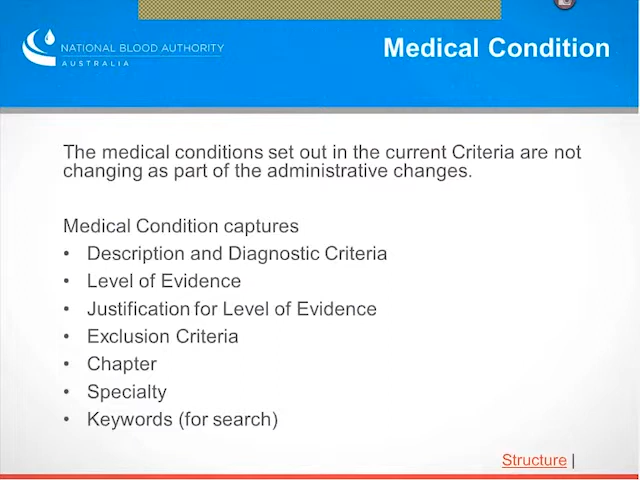 NATIONAL BLOOD AUTHORITY
AUSTRALIA
Medical Condition
The medical conditions set out in the current Criteria are not
changing as part of the administrative changes.
Medical Condition captures
• Description and Diagnostic Criteria
• Level of Evidence
• Justification for Level of Evidence
• Exclusion Criteria
• Chapter
• Specialty
• Keywords (for search)
Structure |